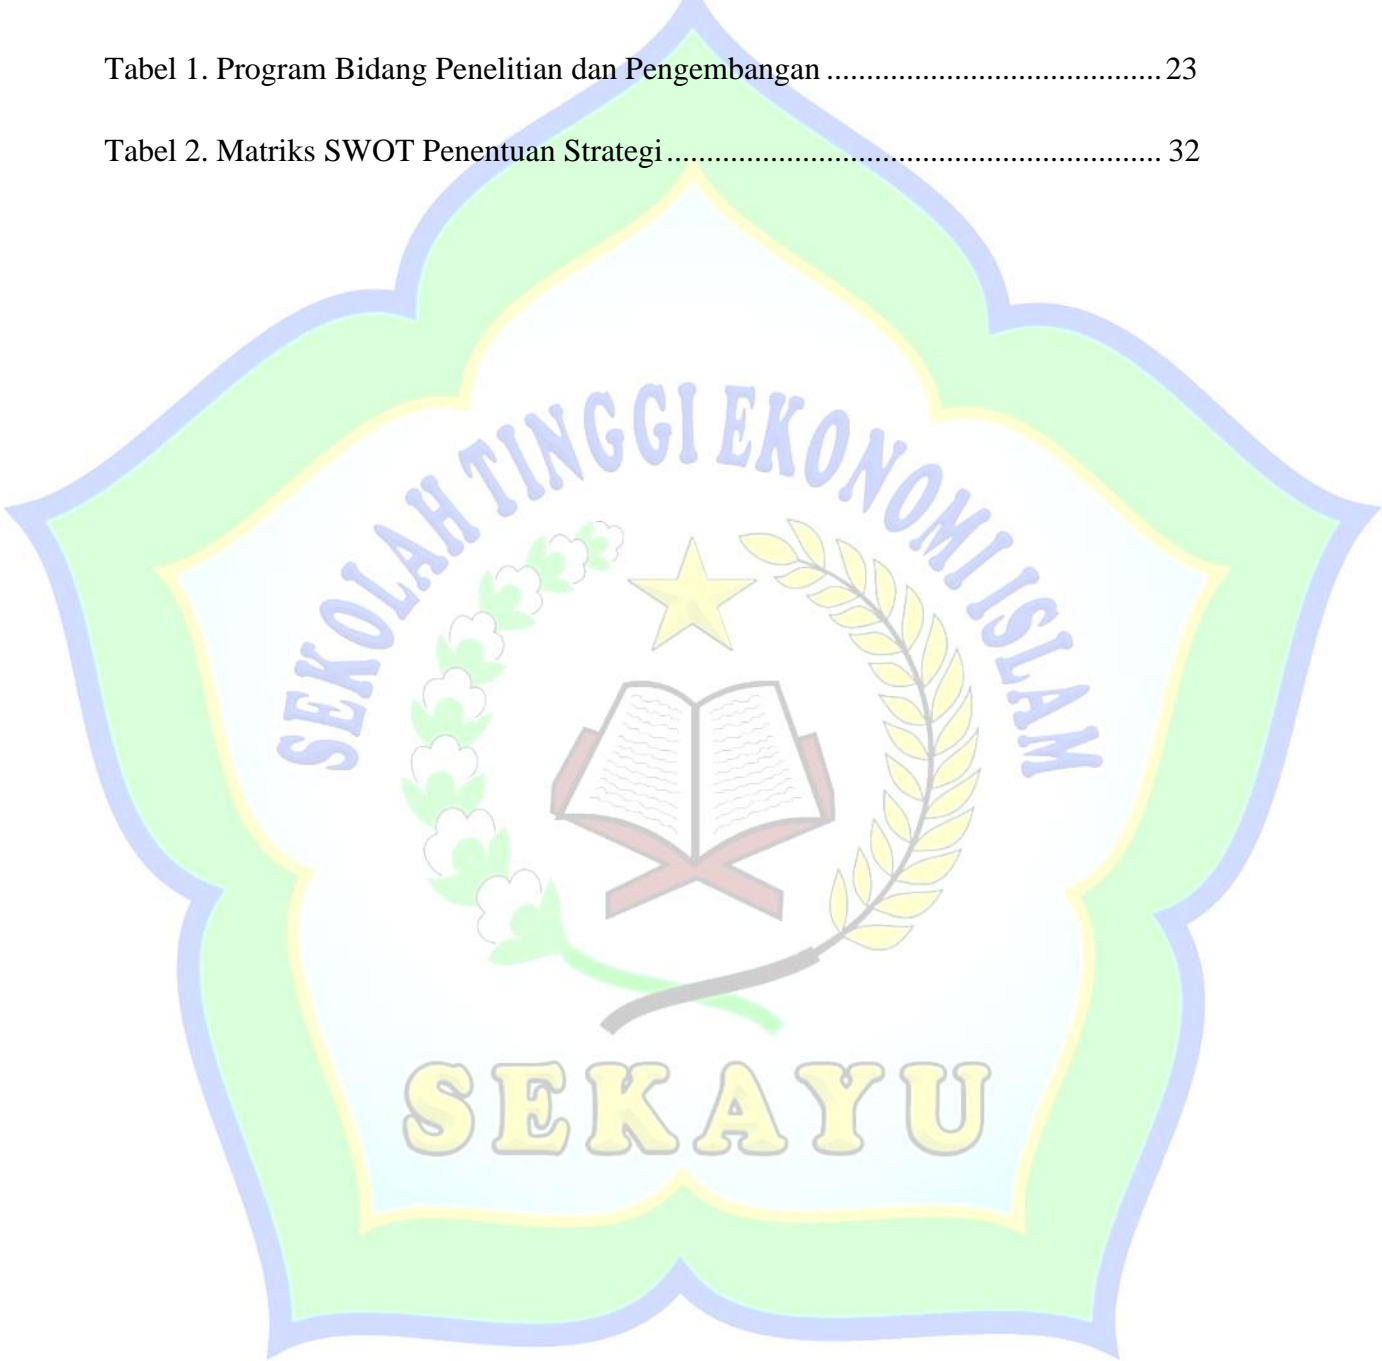 Tabel 1. Program Bidang Penelitian dan Pengembangan ......................................... 23
Tabel 2. Matriks SWOT Penentuan Strategi ............................................................. 32
SEKOLAH TINGGI EKONOMI ISLAM
SEKAYU